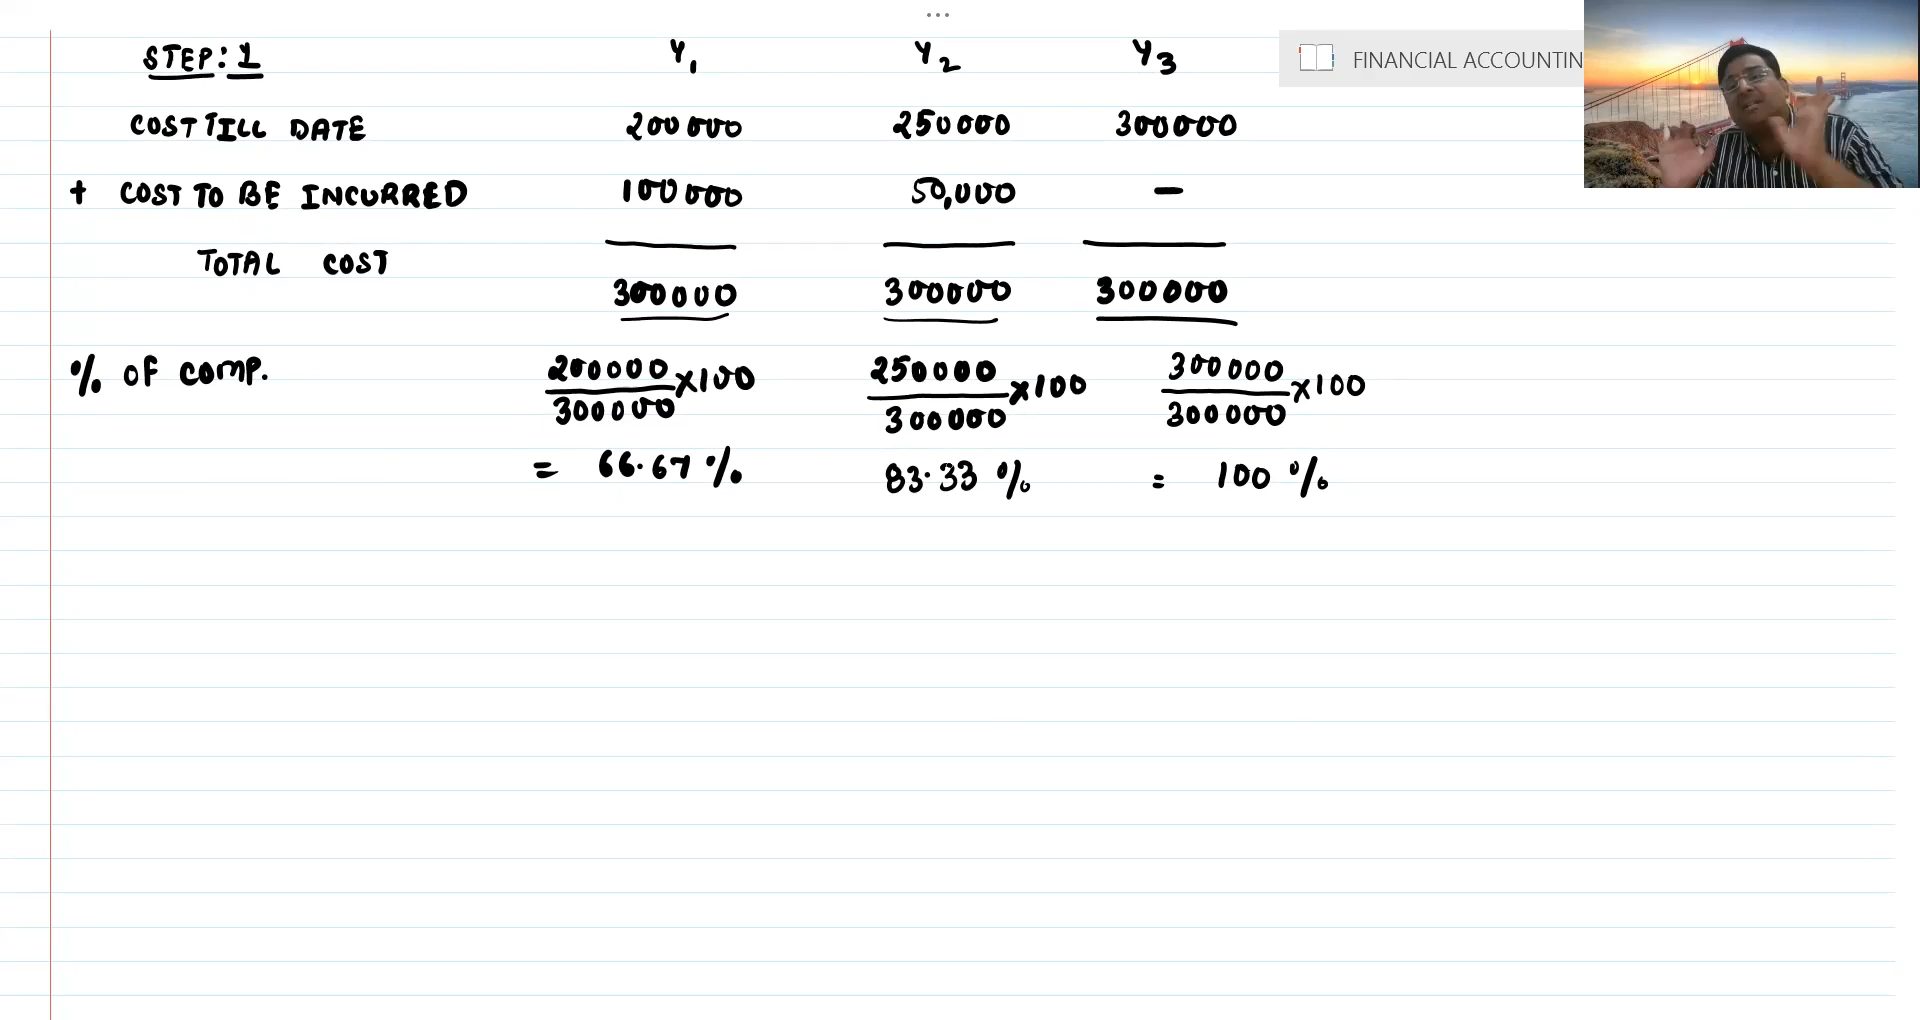 STEP: 1 Y1 Y2 Y3
FINANCIAL ACCOUNTIN
COST TILL DATE 200000 250000 300000
+ COST TO BE INCURRED 100000 50,000 —
TOTAL COST
300000 300000 300000
% OF COMP. 200000/300000 x100 250000/300000 x100 300000/300000 x100
= 66.67 % 83.33 % = 100 %